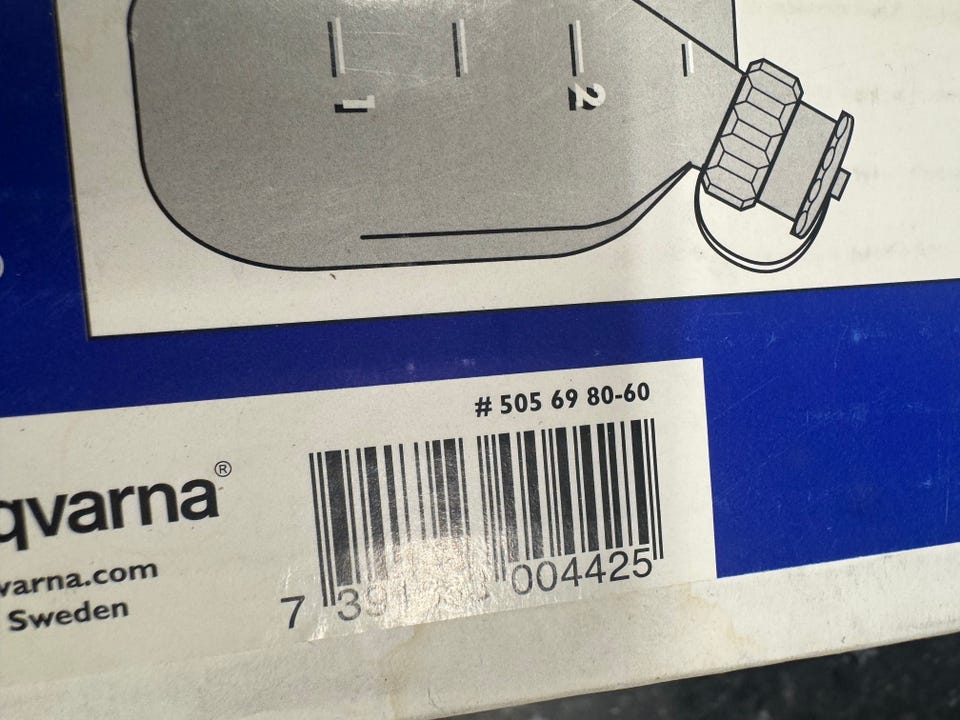 1 2
# 505 69 80-60
qvarna®
varna.com
Sweden
7 39 004425